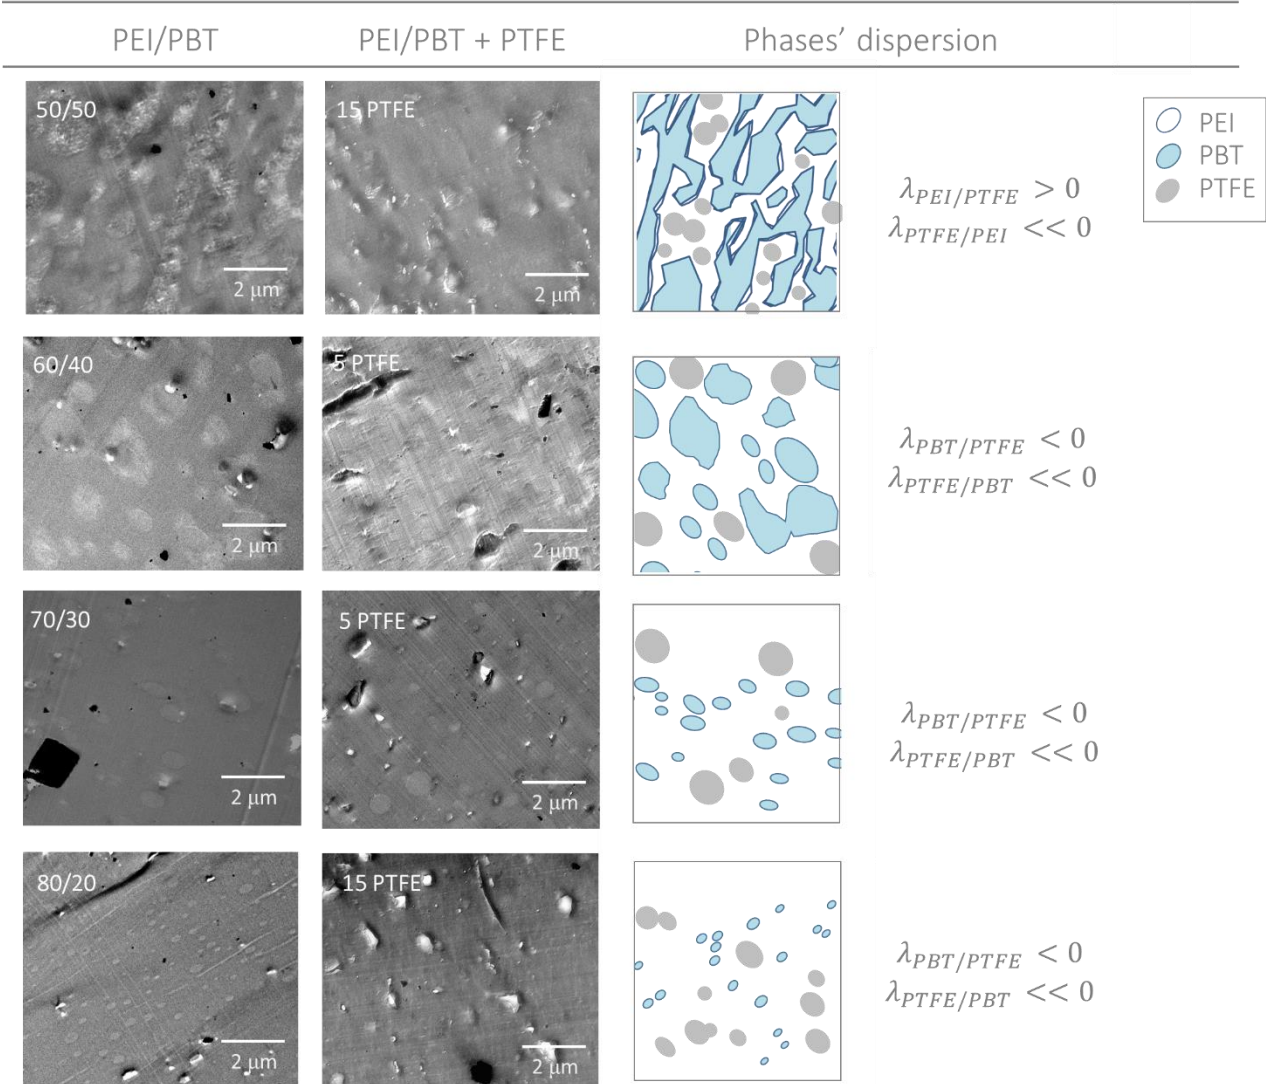 PEI/PBT PEI/PBT + PTFE Phases’ dispersion
50/50 15 PTFE
2 μm 2 μm
λPEI/PTFE > 0
λPTFE/PEI << 0
PEI
PBT
PTFE
60/40 5 PTFE
2 μm 2 μm
λPBT/PTFE < 0
λPTFE/PBT << 0
70/30 5 PTFE
2 μm 2 μm
λPBT/PTFE < 0
λPTFE/PBT << 0
80/20 15 PTFE
2 μm 2 μm
λPBT/PTFE < 0
λPTFE/PBT << 0